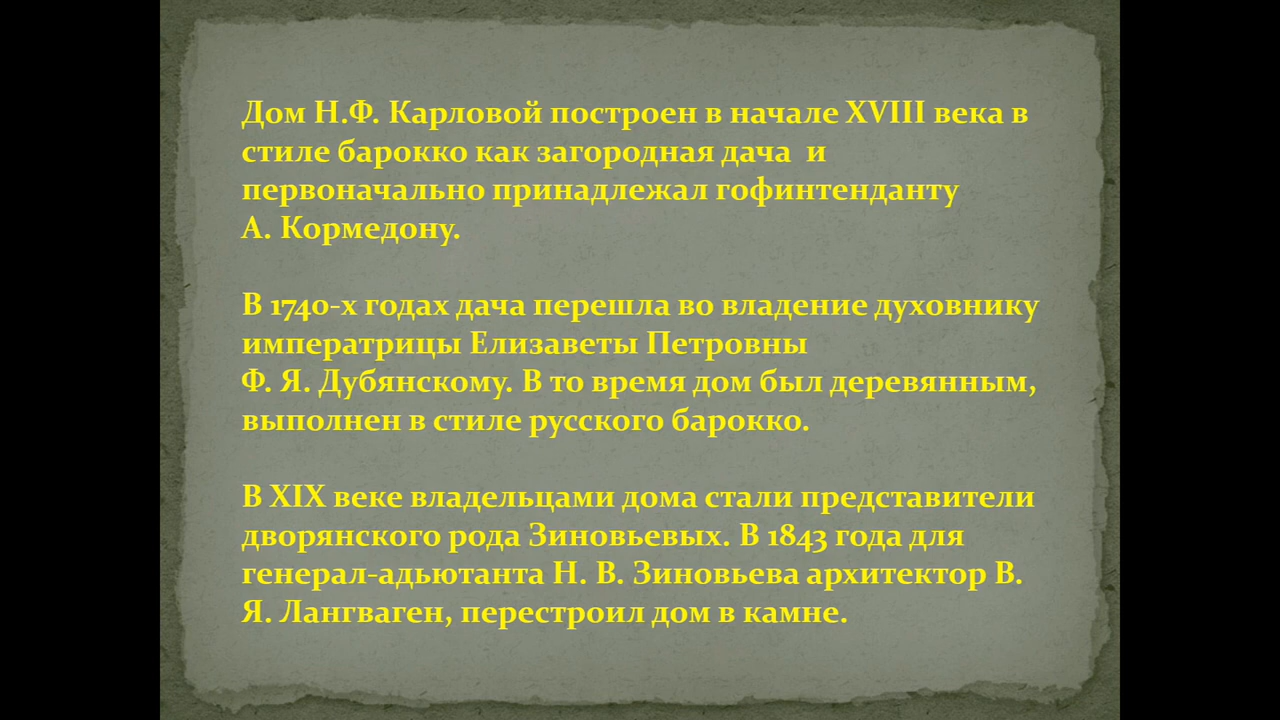 Дом Н.Ф. Карловой построен в начале XVIII века в
стиле барокко как загородная дача  и
первоначально принадлежал гофинтенданту
А. Кормедону.
В 1740-х годах дача перешла во владение духовнику
императрицы Елизаветы Петровны
Ф. Я. Дубянскому. В то время дом был деревянным,
выполнен в стиле русского барокко.
В XIX веке владельцами дома стали представители
дворянского рода Зиновьевых. В 1843 года для
генерал-адьютанта Н. В. Зиновьева архитектор В.
Я. Лангваген, перестроил дом в камне.